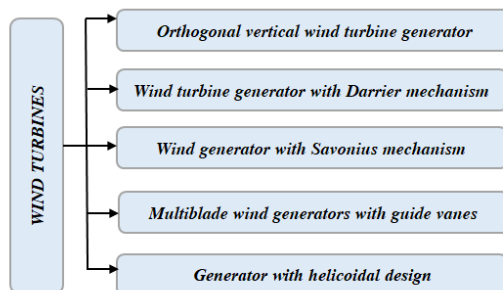 WIND TURBINES
Orthogonal vertical wind turbine generator
Wind turbine generator with Darrier mechanism
Wind generator with Savonius mechanism
Multiblade wind generators with guide vanes
Generator with helicoidal design